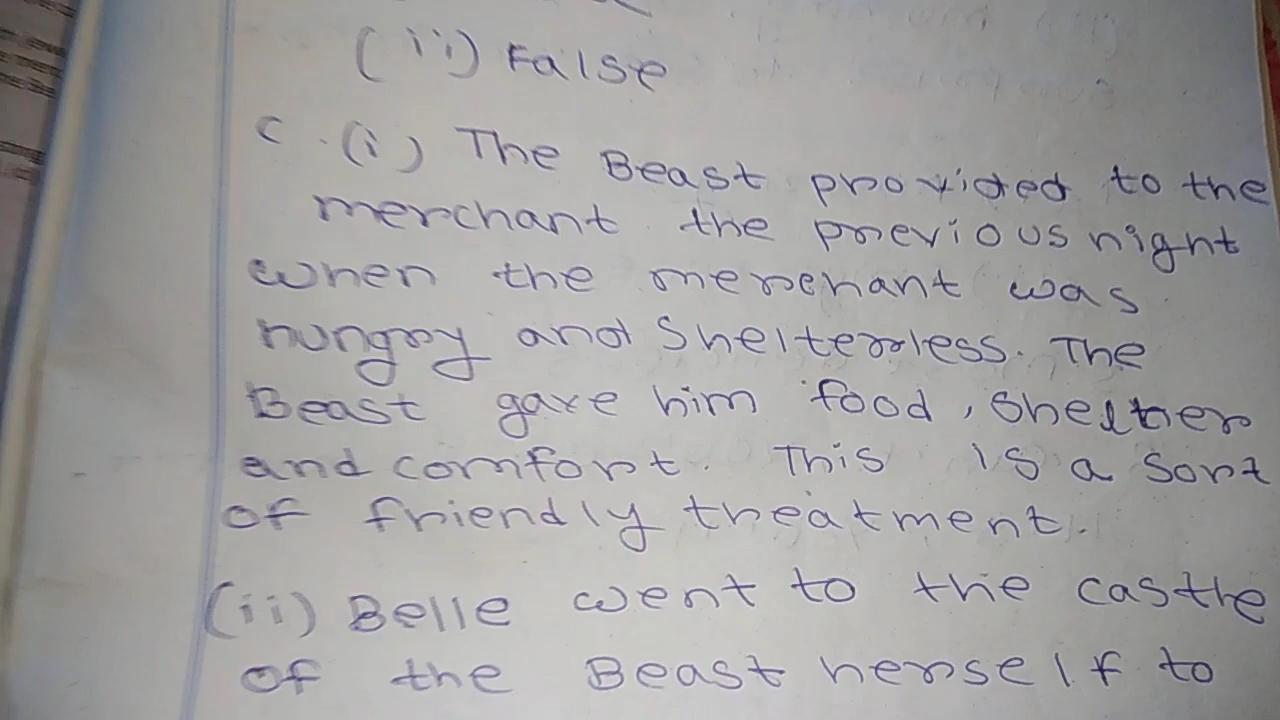 (ii) False
C. (i) The Beast provided to the
merchant the previous night
when the merchant was
hungry and Shelterless. The
Beast gave him food, Shelter
and comfort. This is a Sort
of friendly treatment.
(ii) Belle went to the castle
of the Beast herself to